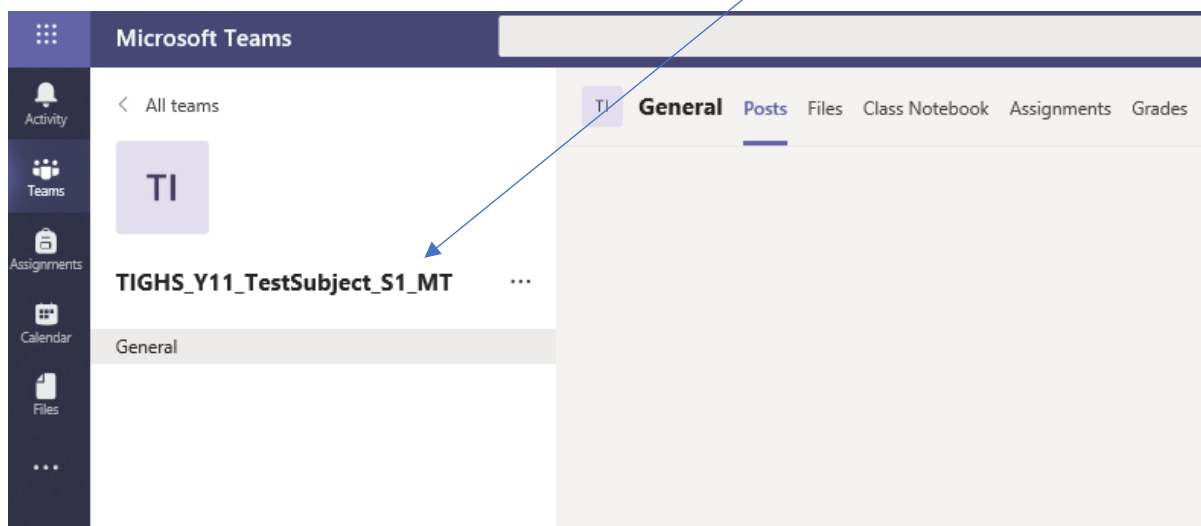 Microsoft Teams
Activity
Teams
Assignments
Calendar
Files
...
< All teams
TI
TIGHS_Y11_TestSubject_S1_MT ...
General
TI General Posts Files Class Notebook Assignments Grades